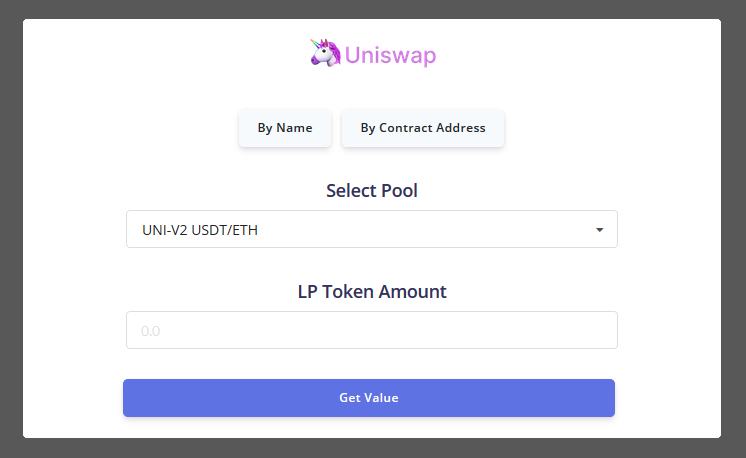 Uniswap
By Name
By Contract Address
Select Pool
UNI-V2 USDT/ETH
LP Token Amount
0.0
Get Value